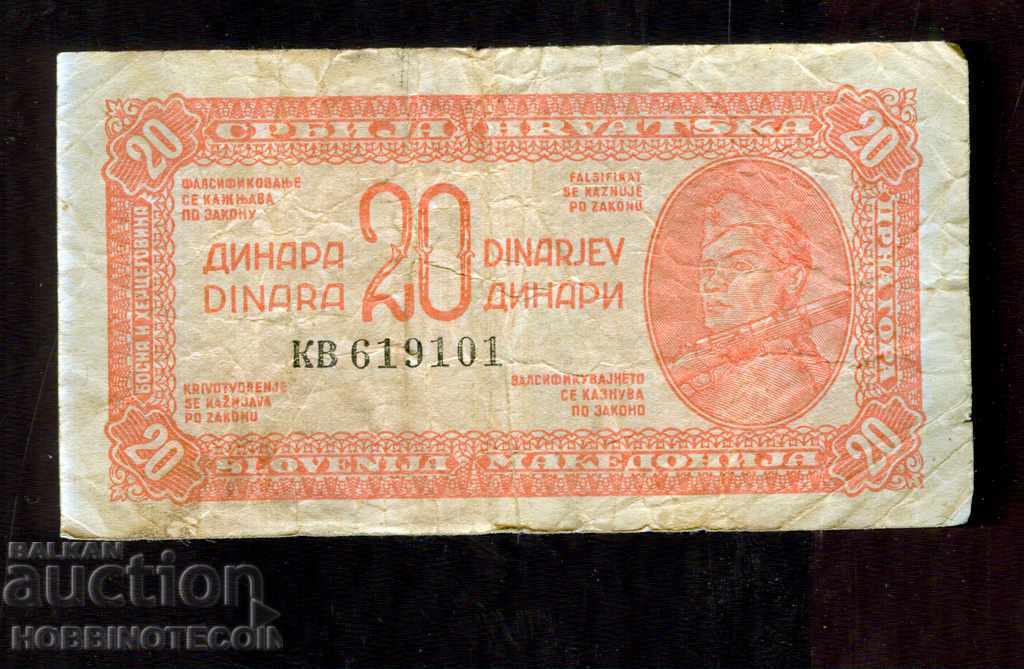 СРБИЈА HRVATSKA
20
20
ФАЛСИФИКОВАЊЕ
СЕ КАЖЊАВА
ПО ЗАКОНУ
FALSIFIKAT
SE KAZNUJE
PO ZAKONU
20
ДИНАРА
DINARA
DINARJEV
ДИНАРИ
БОСНА И ХЕРЦЕГОВИНА
ЦРНА ГОРА
КВ 619101
KRIVOTVORENJE
SE KAŽNJAVA
PO ZAKONU
ФАЛСИФИКУВАЈНЕТО
СЕ КАЗНУВА
ПО ЗАКОНО
20
20
SLOVENIJA МАКЕДОНИЈА
BALKAN
auction
HOBBINOTECOIN